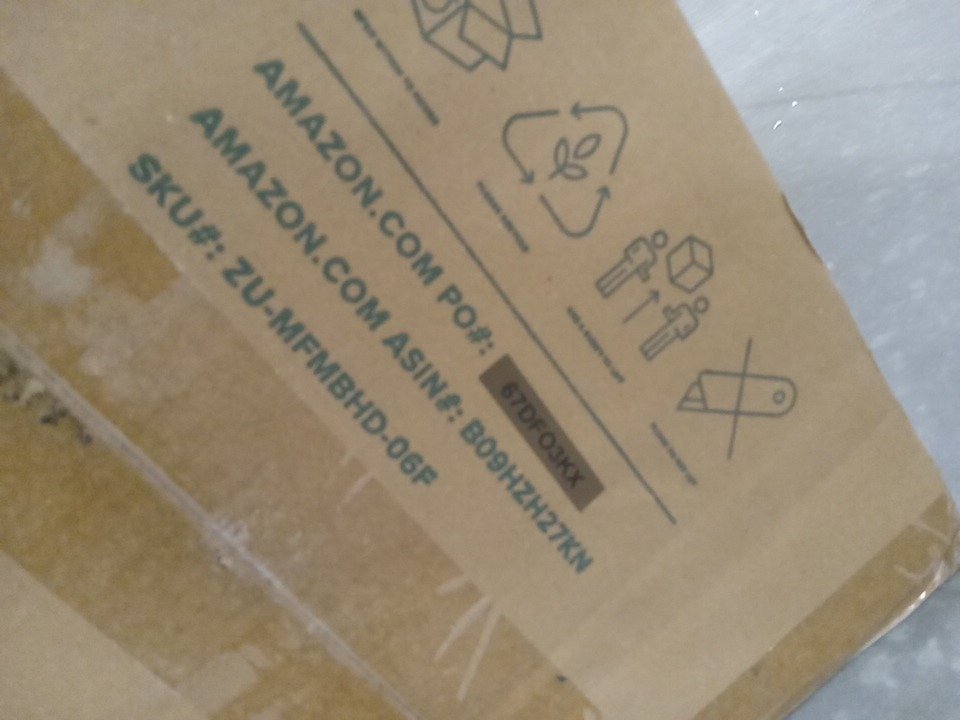 AMAZON.COM PO#: 67DFO3KX
AMAZON.COM ASIN#: B09HZH27KN
SKU#: ZU-MFMBHD-06F